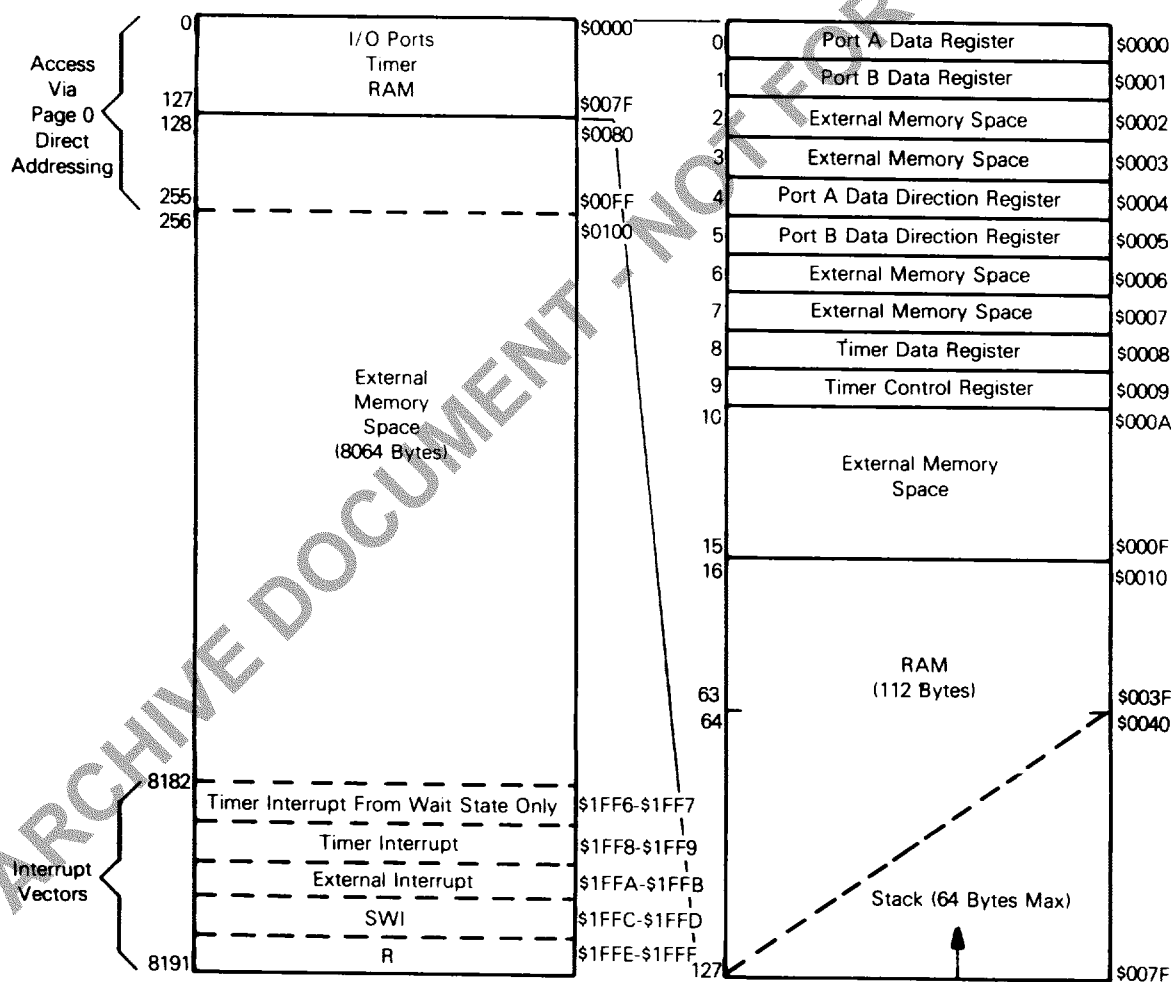 Access
Via
Page 0
Direct
Addressing
0
I/O Ports
Timer
RAM
$0000
127
$007F
128
$0080
255
$00FF
256
$0100
External
Memory
Space
(8064 Bytes)
8182
Interrupt
Vectors
Timer Interrupt From Wait State Only
$1FF6-$1FF7
Timer Interrupt
$1FF8-$1FF9
External Interrupt
$1FFA-$1FFB
SWI
$1FFC-$1FFD
R
$1FFE-$1FFF
8191
0
Port A Data Register
$0000
1
Port B Data Register
$0001
2
External Memory Space
$0002
3
External Memory Space
$0003
4
Port A Data Direction Register
$0004
5
Port B Data Direction Register
$0005
6
External Memory Space
$0006
7
External Memory Space
$0007
8
Timer Data Register
$0008
9
Timer Control Register
$0009
10
$000A
External Memory
Space
15
$000F
16
$0010
RAM
(112 Bytes)
63
$003F
64
$0040
Stack (64 Bytes Max)
127
$007F
ARCHIVE DOCUMENT - NOT FOR